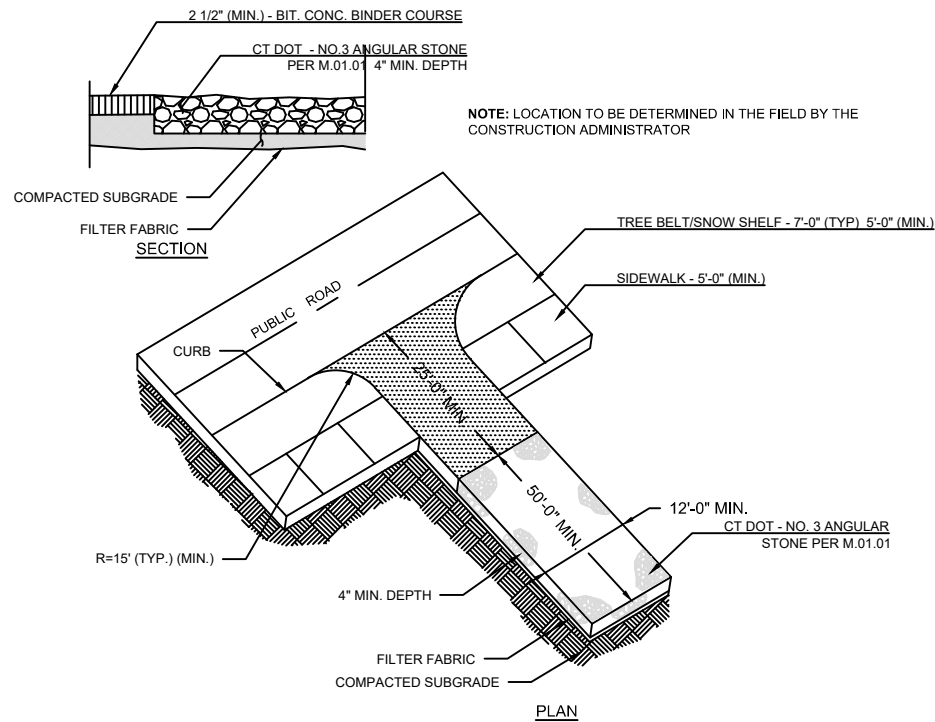 2 1/2" (MIN.) - BIT. CONC. BINDER COURSE
CT DOT - NO.3 ANGULAR STONE
PER M.01.01 4" MIN. DEPTH
NOTE: LOCATION TO BE DETERMINED IN THE FIELD BY THE
CONSTRUCTION ADMINISTRATOR
COMPACTED SUBGRADE
FILTER FABRIC
SECTION
TREE BELT/SNOW SHELF - 7'-0" (TYP) 5'-0" (MIN.)
SIDEWALK - 5'-0" (MIN.)
PUBLIC ROAD
CURB
25'-0" MIN.
50'-0" MIN.
12'-0" MIN.
CT DOT - NO. 3 ANGULAR
STONE PER M.01.01
R=15' (TYP.) (MIN.)
4" MIN. DEPTH
FILTER FABRIC
COMPACTED SUBGRADE
PLAN